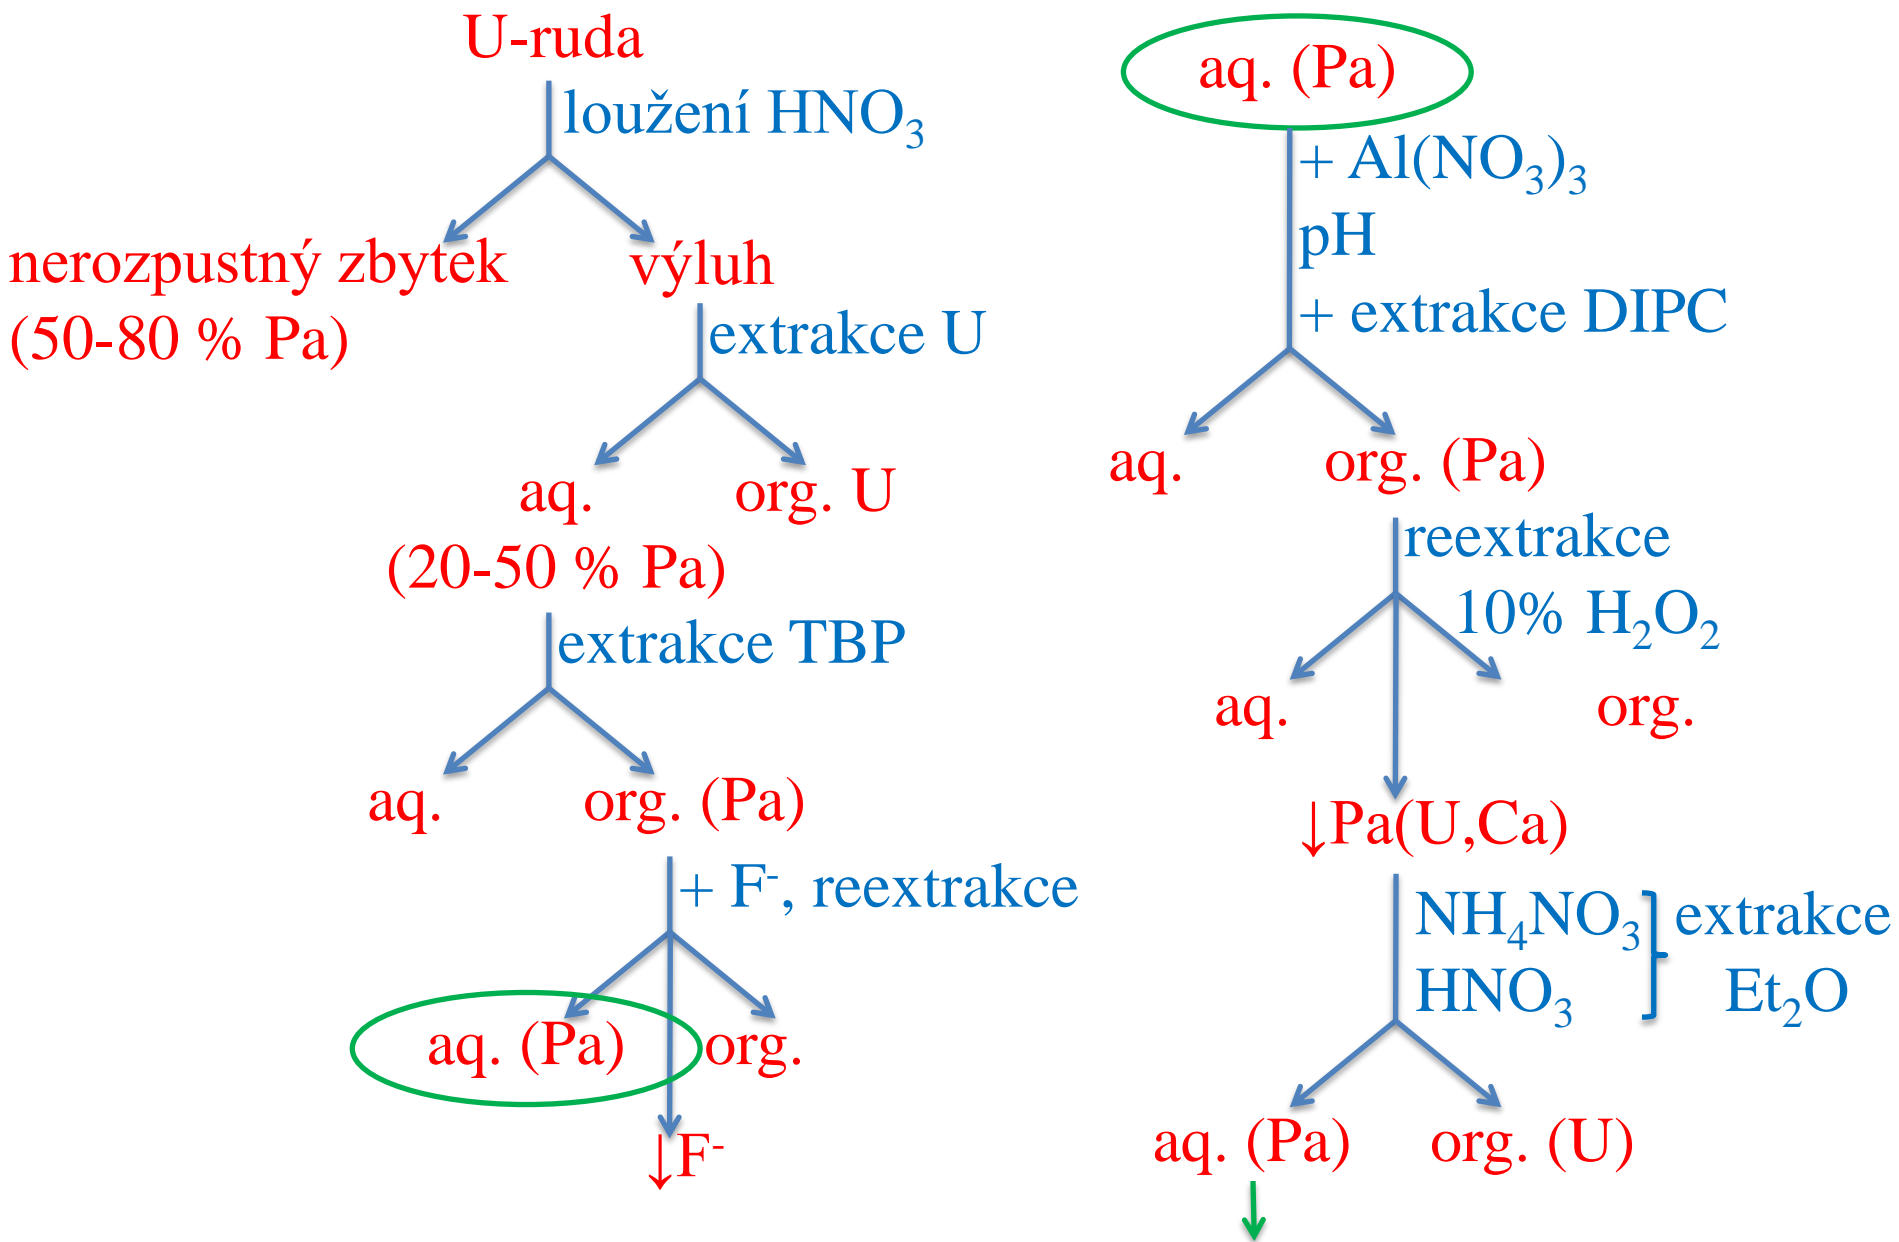 U-ruda
loužení HNO₃
nerozpustný zbytek
(50-80 % Pa)
výluh
extrakce U
aq.
org. U
(20-50 % Pa)
extrakce TBP
aq.
org. (Pa)
+ F⁻, reextrakce
aq. (Pa)
org.
↓F⁻
aq. (Pa)
+ Al(NO₃)₃
pH
+ extrakce DIPC
aq.
org. (Pa)
reextrakce
10% H₂O₂
aq.
org.
↓Pa(U,Ca)
NH₄NO₃
HNO₃
extrakce
Et₂O
aq. (Pa)
org. (U)